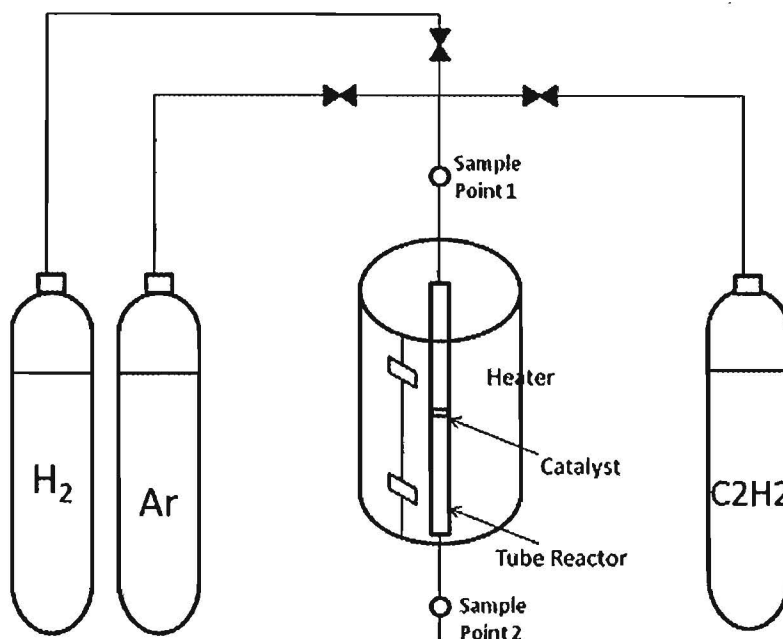 Sample
Point 1
Heater
H₂
Ar
Catalyst
C2H2
Tube Reactor
Sample
Point 2